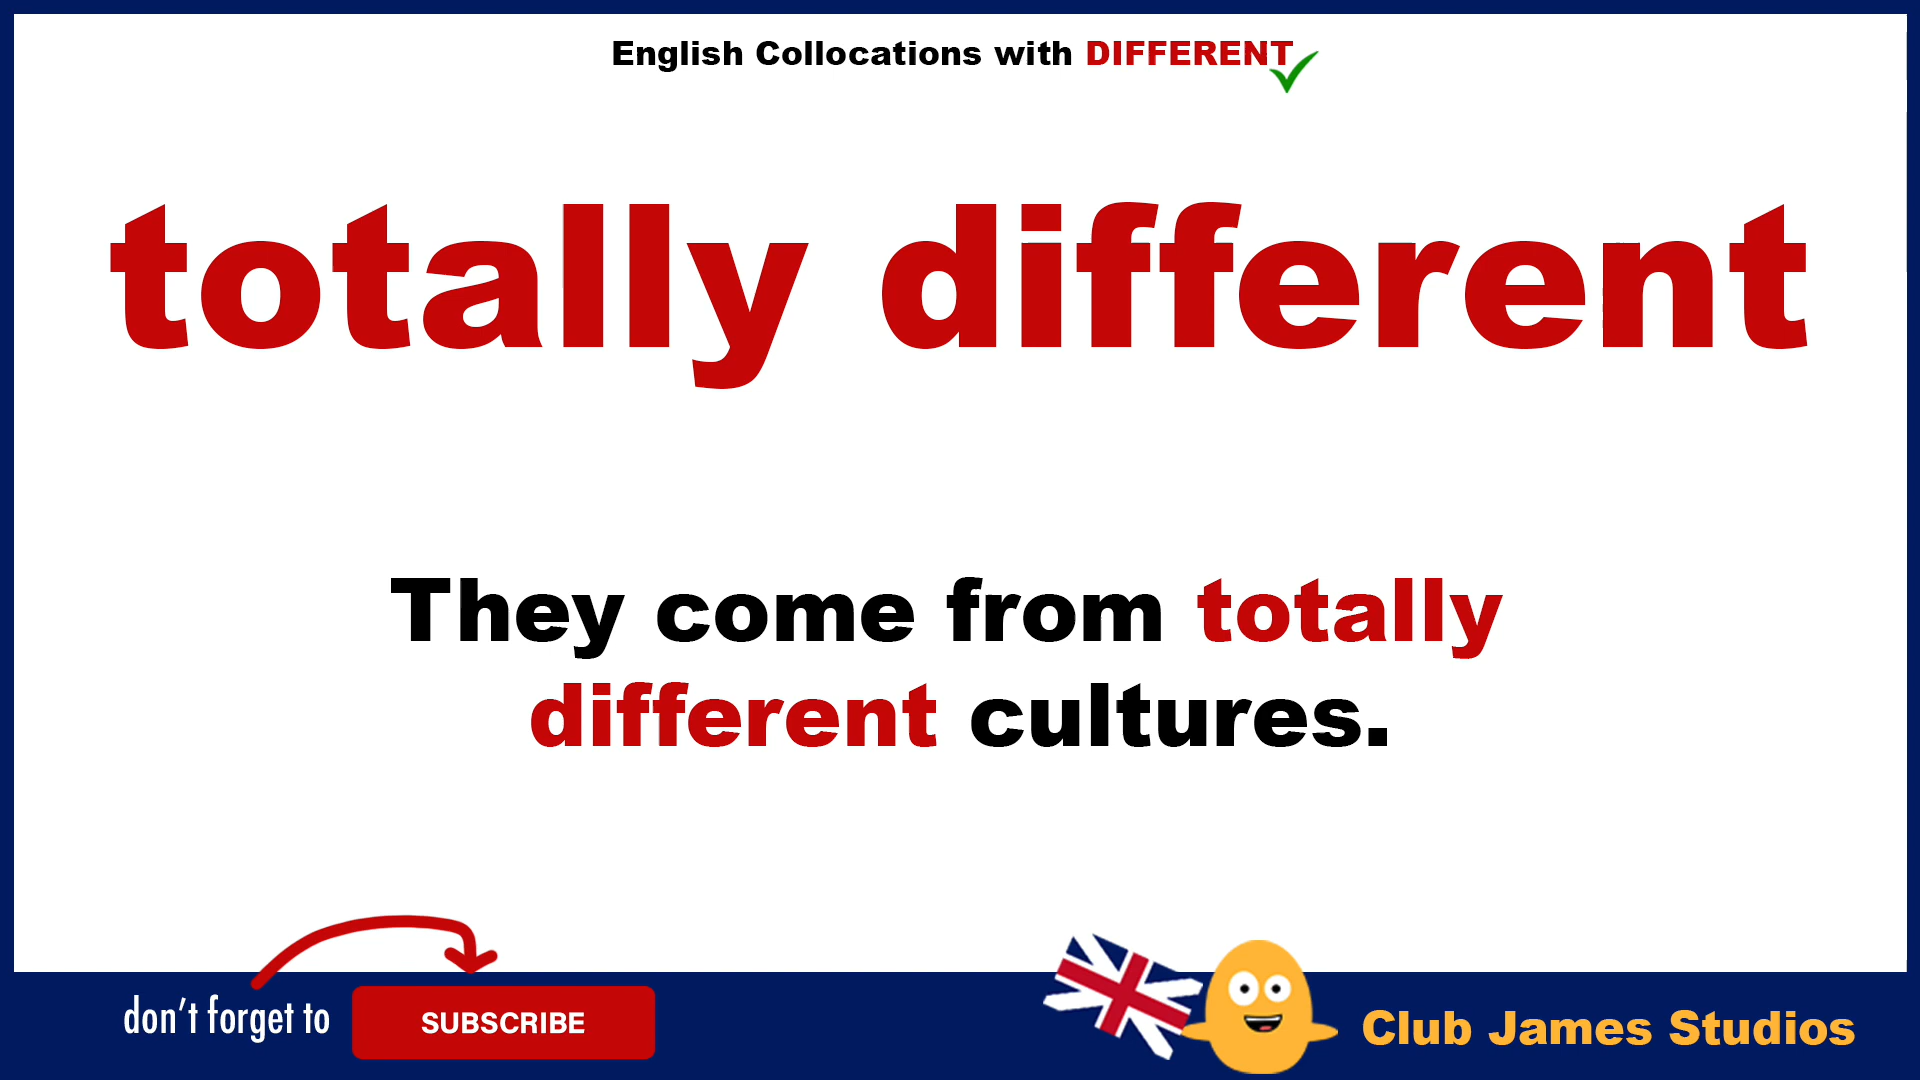 English Collocations with DIFFERENT
totally different
They come from totally
different cultures.
don't forget to
SUBSCRIBE
Club James Studios